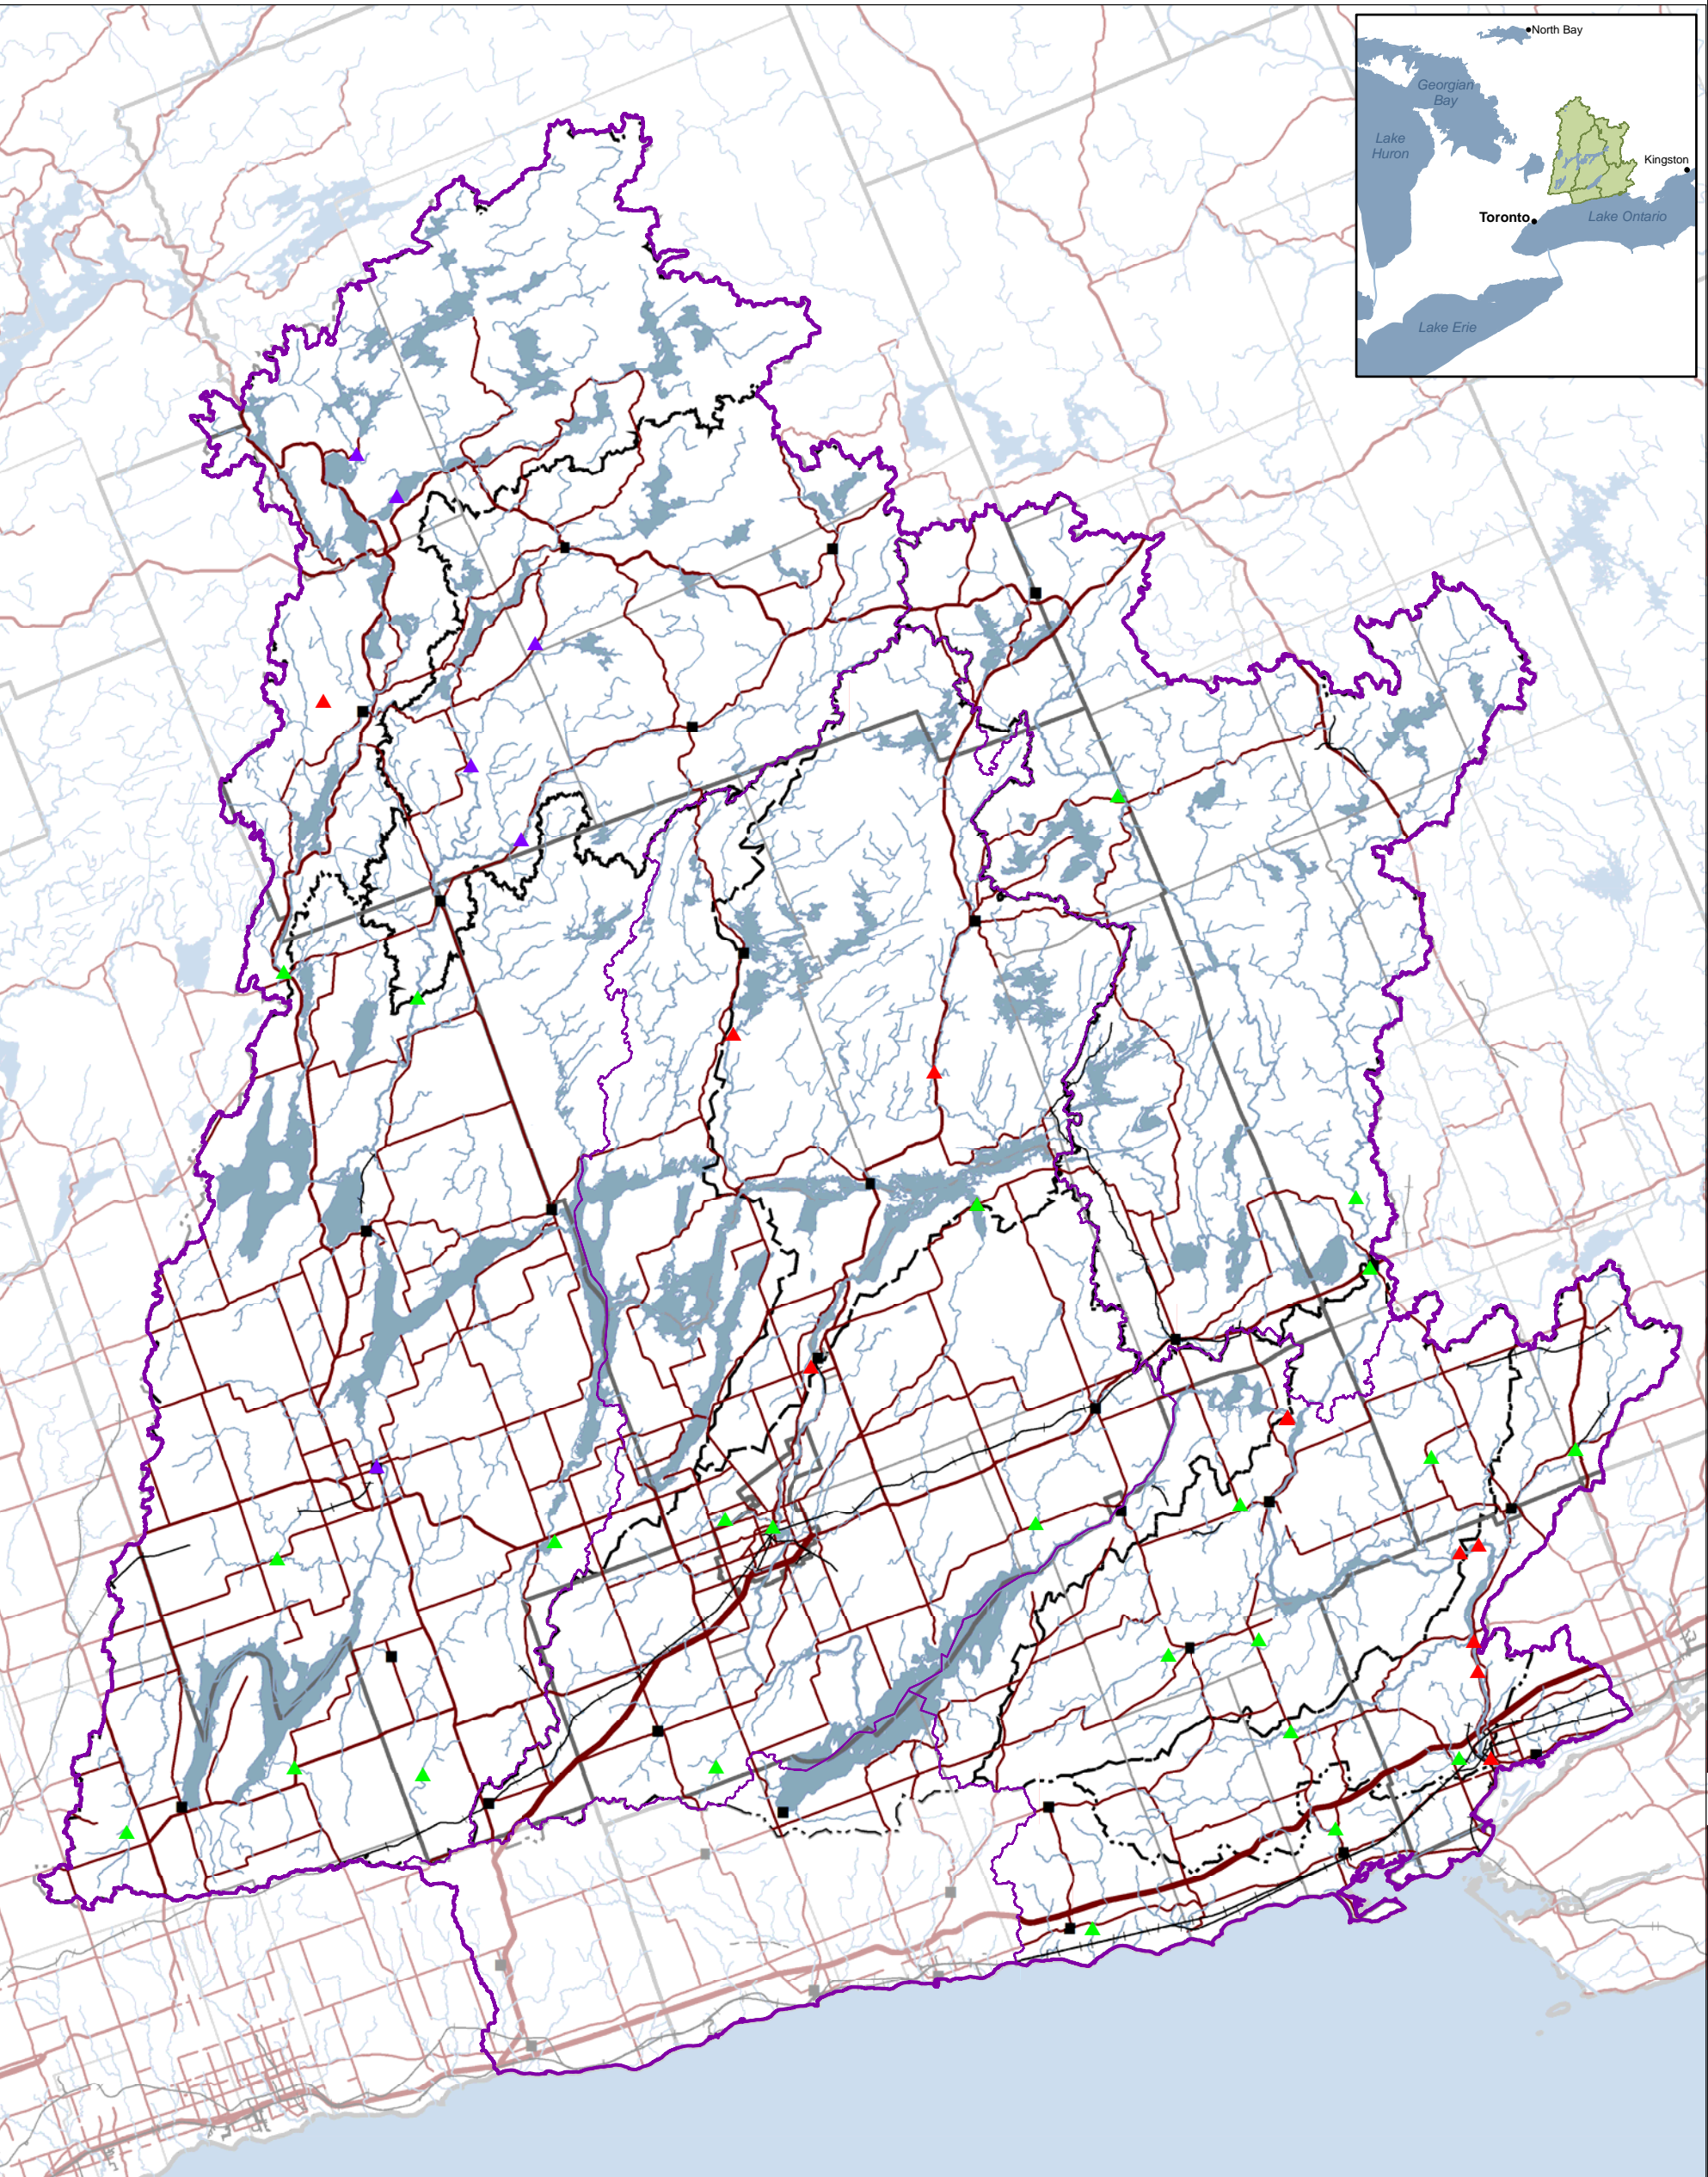 North Bay
Georgian
Bay
Lake
Huron
Kingston
Toronto
Lake Ontario
Lake Erie